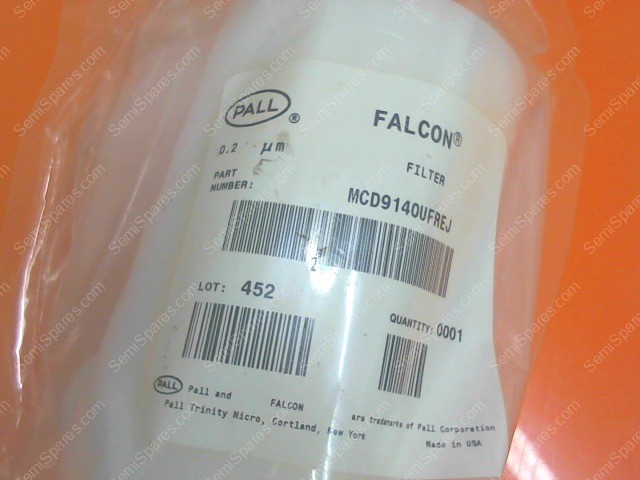 PALL ®
FALCON®
0.2 μm
FILTER
PART
NUMBER:
MCD9140UFREJ
LOT: 452
QUANTITY: 0001
PALL Pall and FALCON are trademarks of Pall Corporation
Pall Trinity Micro, Cortland, New York
Made in USA
SemiSpares.com